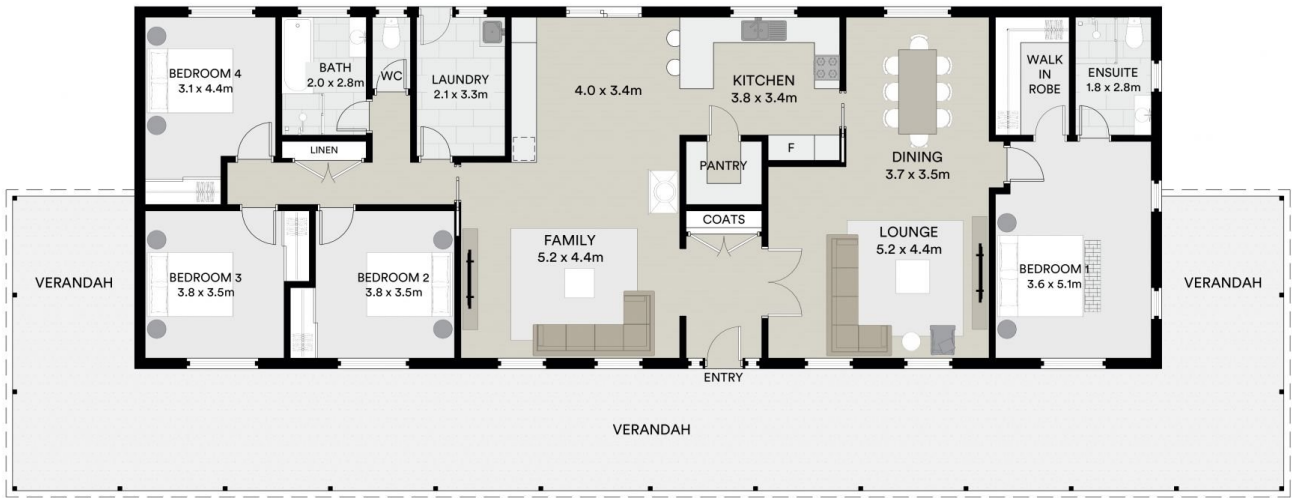 BEDROOM 4
3.1 x 4.4m
BATH
2.0 x 2.8m
WC
LAUNDRY
2.1 x 3.3m
4.0 x 3.4m
KITCHEN
3.8 x 3.4m
WALK
IN
ROBE
ENSUITE
1.8 x 2.8m
LINEN
F
PANTRY
DINING
3.7 x 3.5m
COATS
VERANDAH
BEDROOM 3
3.8 x 3.5m
BEDROOM 2
3.8 x 3.5m
FAMILY
5.2 x 4.4m
LOUNGE
5.2 x 4.4m
BEDROOM 1
3.6 x 5.1m
VERANDAH
ENTRY
VERANDAH